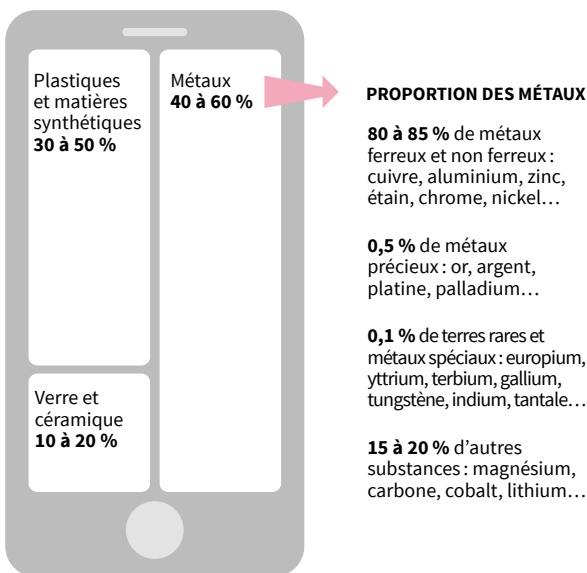 Plastiques
et matières
synthétiques
30 à 50 %
Métaux
40 à 60 %
Verre et
céramique
10 à 20 %
PROPORTION DES MÉTAUX
80 à 85 % de métaux
ferreux et non ferreux :
cuivre, aluminium, zinc,
étain, chrome, nickel…
0,5 % de métaux
précieux : or, argent,
platine, palladium…
0,1 % de terres rares et
métaux spéciaux : europium,
yttrium, terbium, gallium,
tungstène, indium, tantale…
15 à 20 % d’autres
substances : magnésium,
carbone, cobalt, lithium…